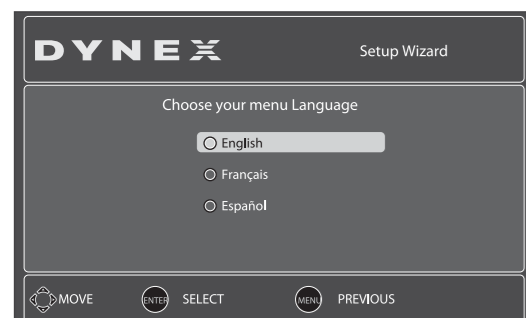 DYNEX
Setup Wizard
Choose your menu Language
English
Français
Español
MOVE ENTER SELECT MENU PREVIOUS